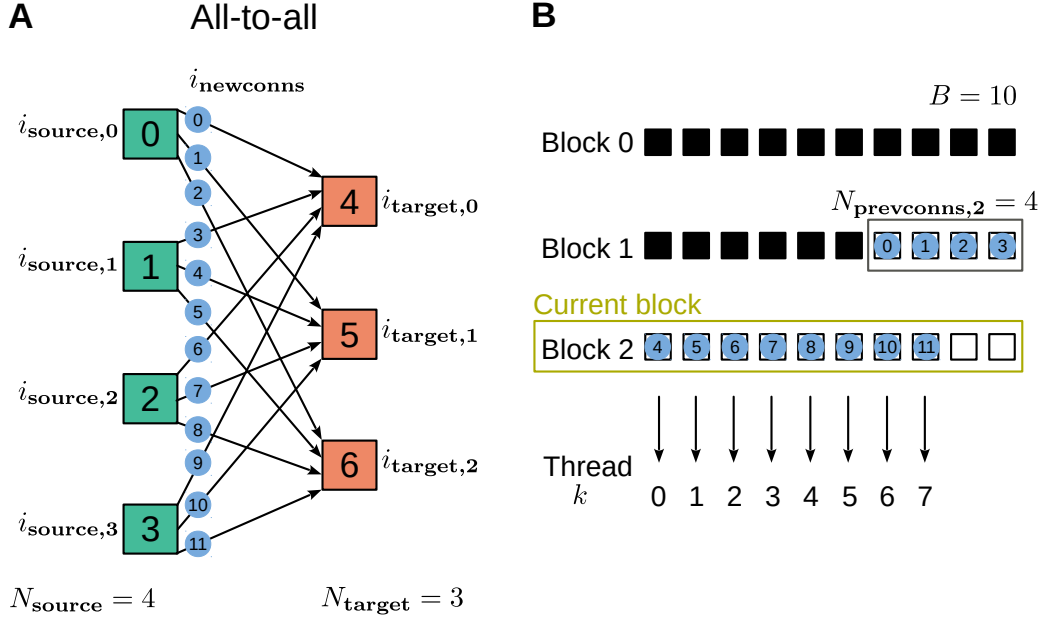 A
All-to-all
i_newconns
i_source,0
0
i_source,1
1
i_source,2
2
i_source,3
3
0
1
2
3
4
5
6
7
8
9
10
11
4
i_target,0
5
i_target,1
6
i_target,2
N_source = 4
N_target = 3
B
B = 10
Block 0
N_prevconns,2 = 4
Block 1
0 1 2 3
Current block
Block 2
4 5 6 7 8 9 10 11
Thread
k 0 1 2 3 4 5 6 7